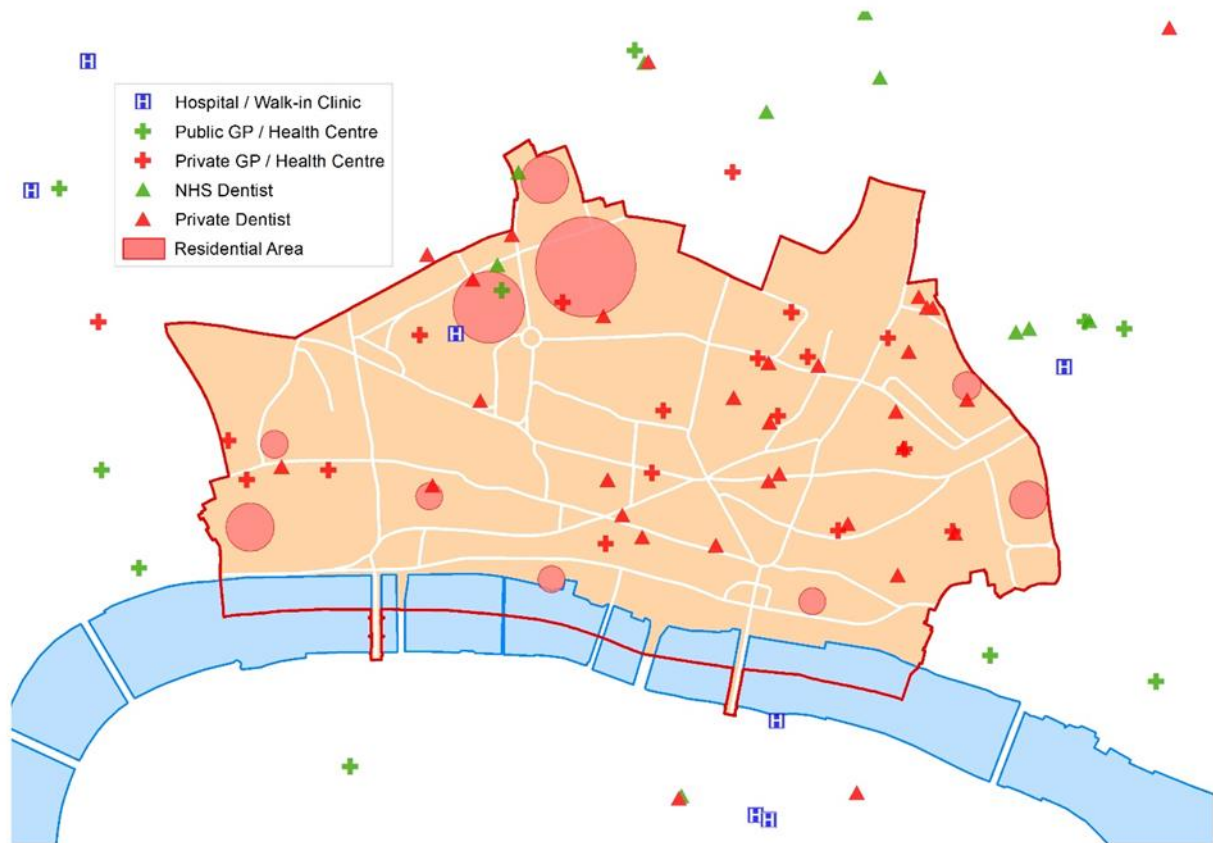 Hospital / Walk-in Clinic
Public GP / Health Centre
Private GP / Health Centre
NHS Dentist
Private Dentist
Residential Area